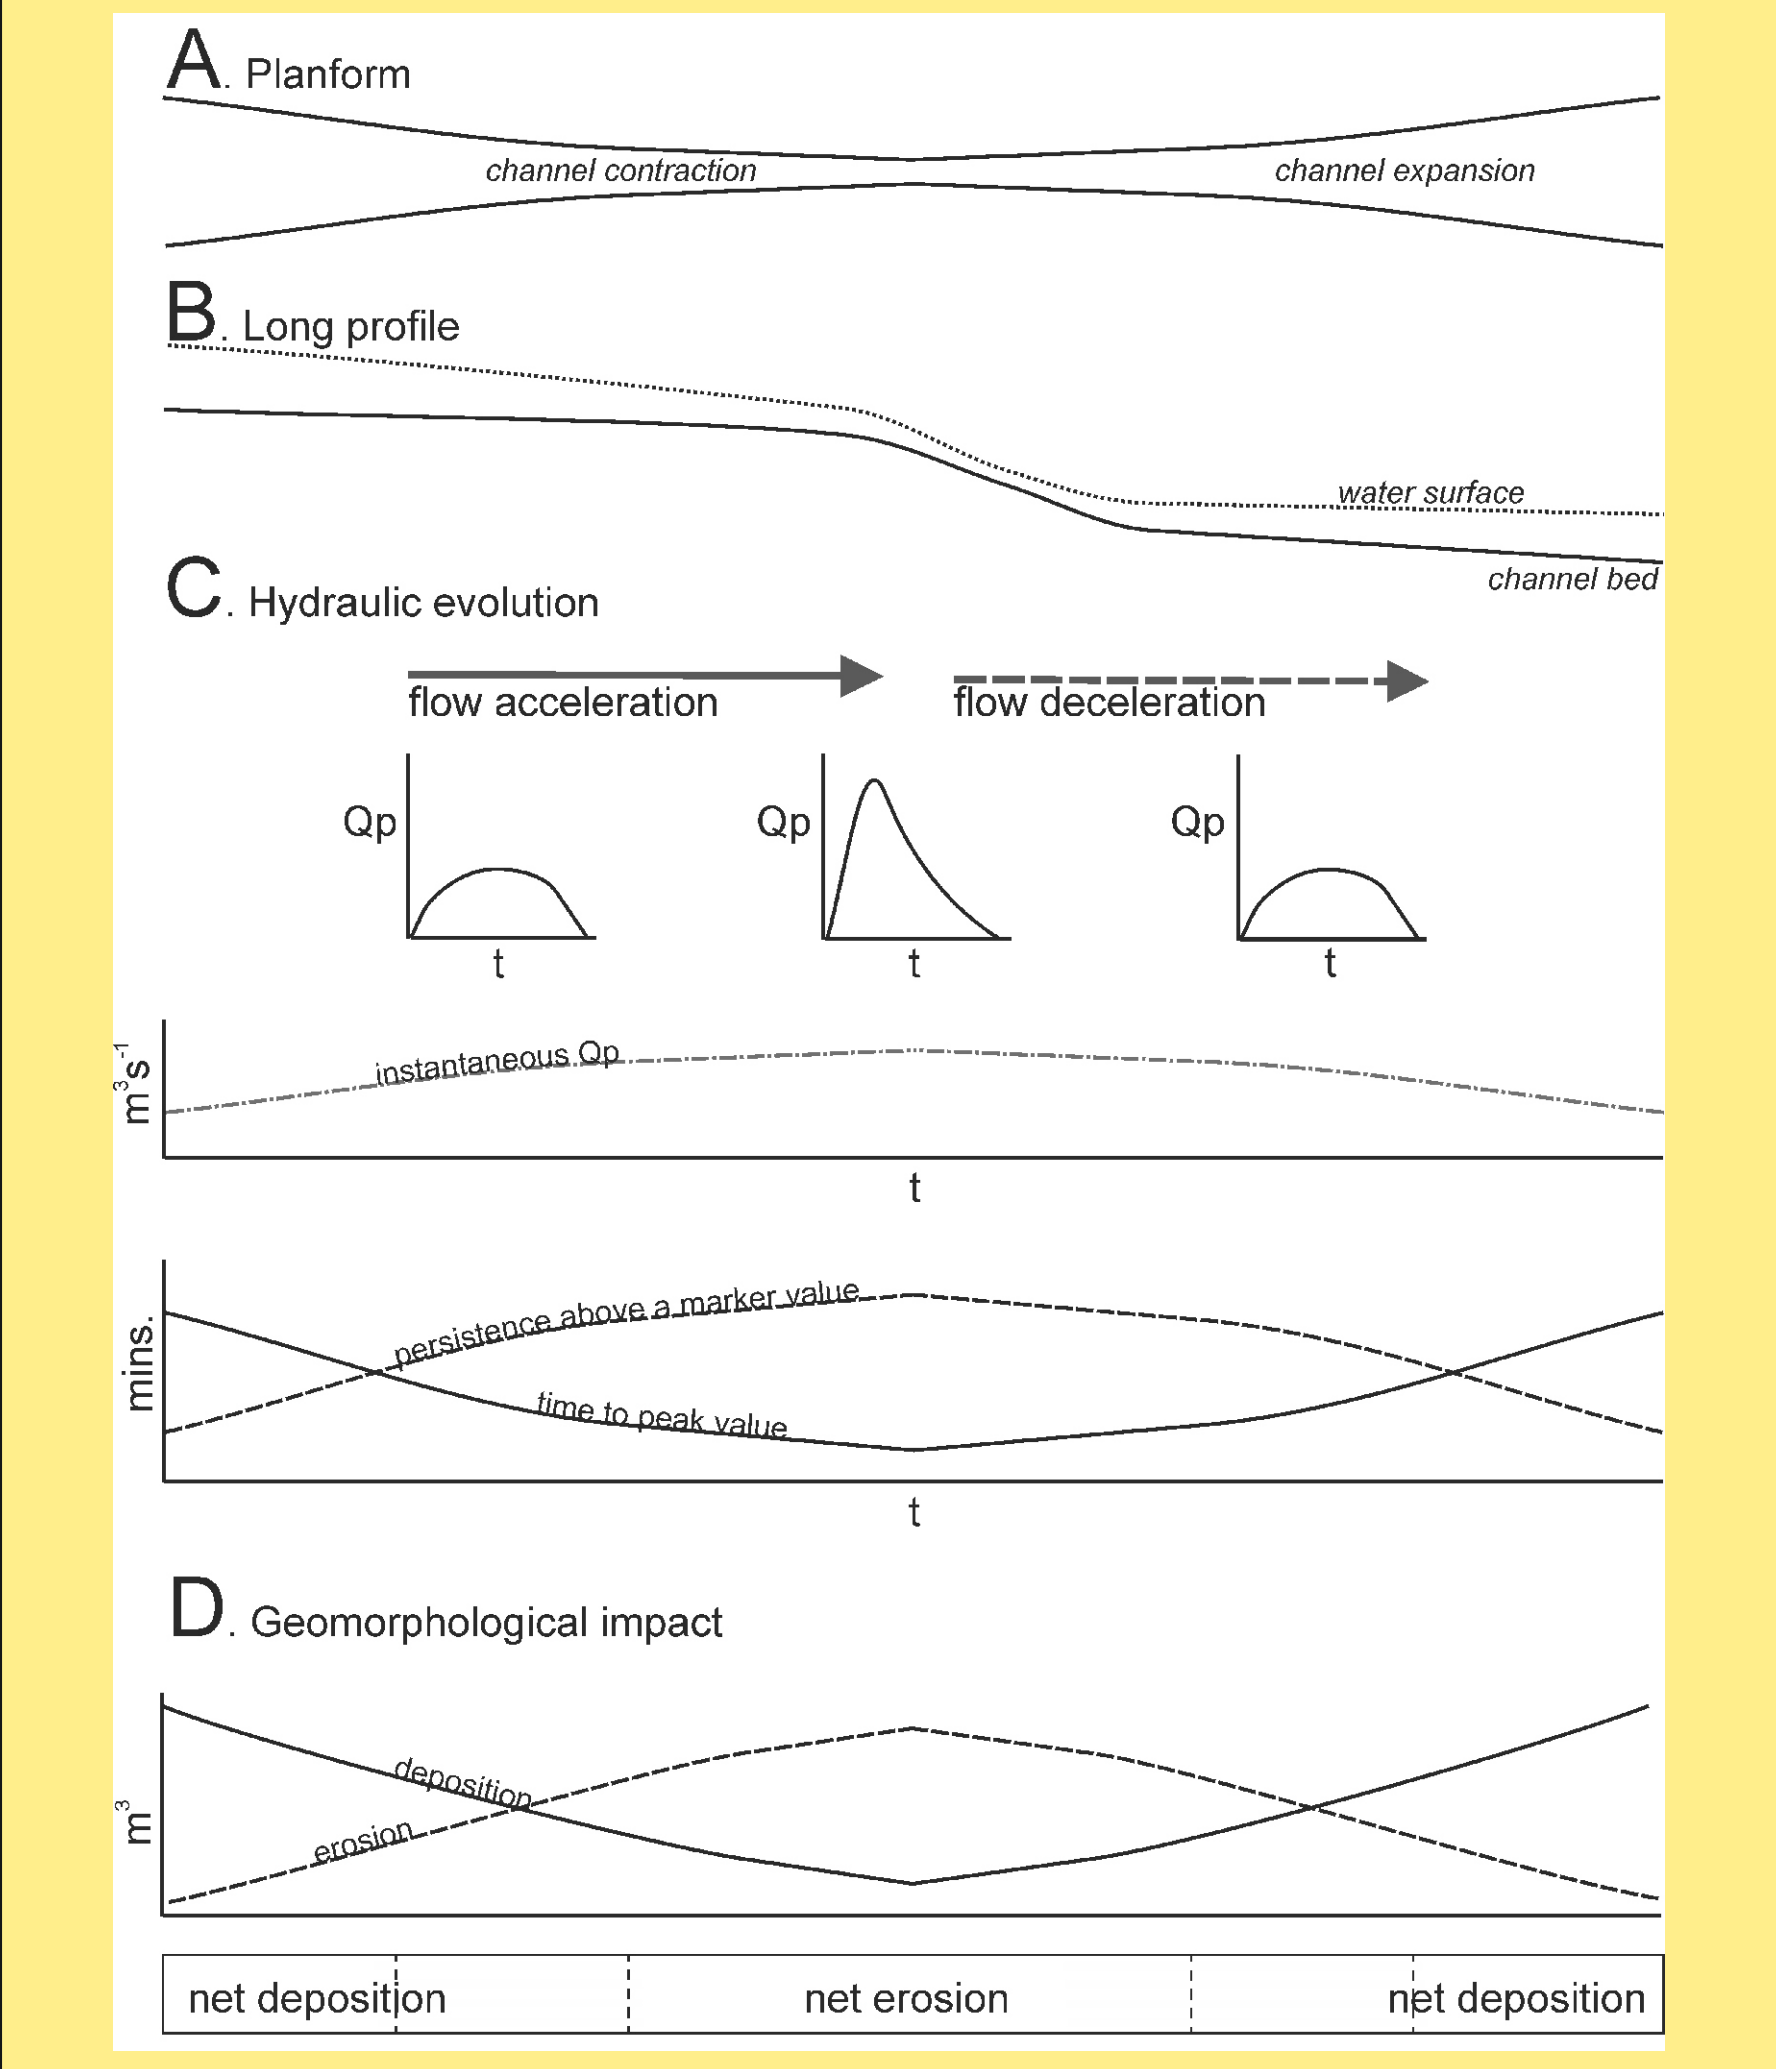 A. Planform
channel contraction
channel expansion
B. Long profile
water surface
channel bed
C. Hydraulic evolution
flow acceleration
flow deceleration
Qp
Qp
Qp
t
t
t
m³s⁻¹
instantaneous Qp
t
mins.
persistence above a marker value
time to peak value
t
D. Geomorphological impact
m³
deposition
erosion
net deposition
net erosion
net deposition